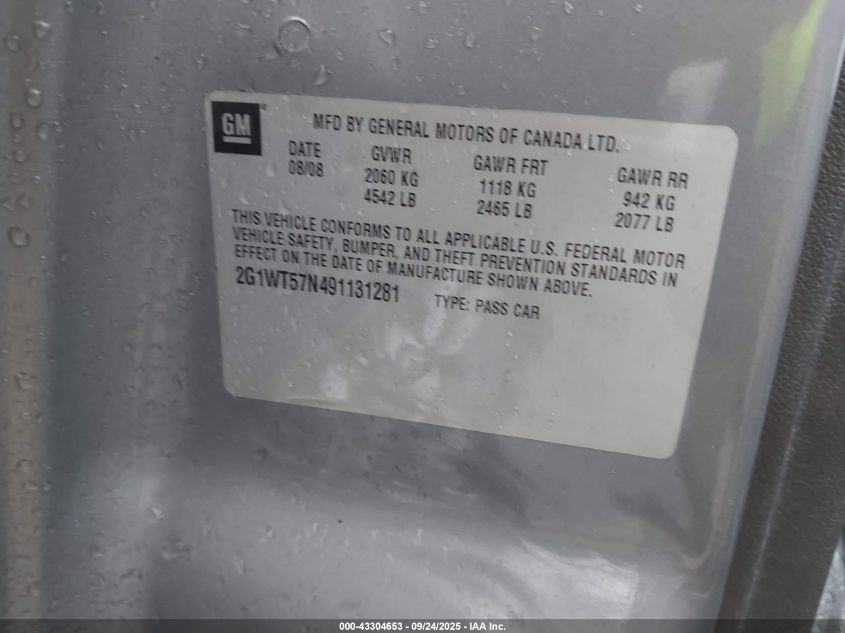 GM
MFD BY GENERAL MOTORS OF CANADA LTD.
DATE GVWR GAWR FRT GAWR RR
08/08 2060 KG 1118 KG 942 KG
4542 LB 2465 LB 2077 LB
THIS VEHICLE CONFORMS TO ALL APPLICABLE U.S. FEDERAL MOTOR
VEHICLE SAFETY, BUMPER, AND THEFT PREVENTION STANDARDS IN
EFFECT ON THE DATE OF MANUFACTURE SHOWN ABOVE.
2G1WT57N491131281 TYPE: PASS CAR
000-43304653 - 09/24/2025 - IAA Inc.